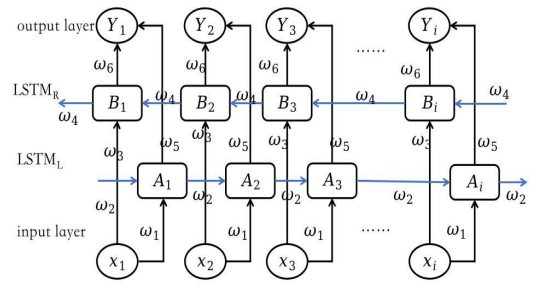 output layer Y₁ Y₂ Y₃ Yᵢ
......
ω₆ ω₆ ω₆ ω₆
LSTM_R B₁ ω₄ B₂ ω₄ B₃ ω₄ Bᵢ ω₄
ω₄
ω₃ ω₅ ω₃ ω₅ ω₃ ω₅ ω₃ ω₅
LSTM_L A₁ A₂ A₃ Aᵢ
ω₂ ω₂ ω₂ ω₂ ω₂
input layer ω₁ ω₁ ω₁ ...... ω₁
x₁ x₂ x₃ xᵢ